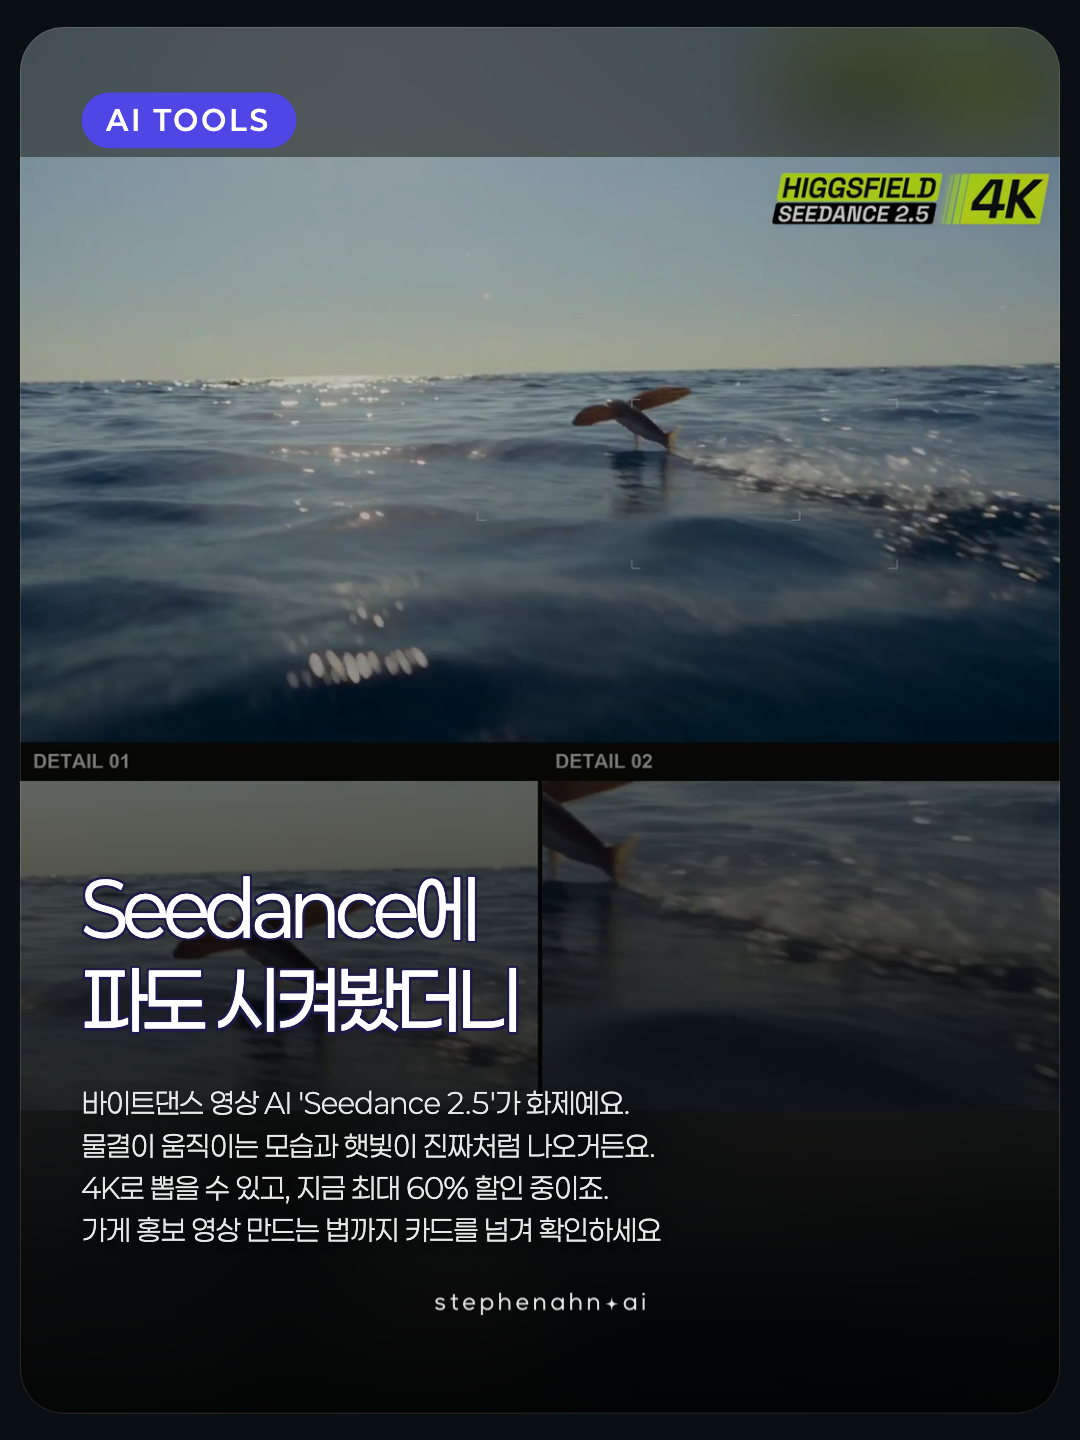 AI TOOLS
HIGGSFIELD
SEEDANCE 2.5
4K
DETAIL 01
DETAIL 02
Seedance에
파도 시켜봤더니
바이트댄스 영상 AI 'Seedance 2.5'가 화제예요.
물결이 움직이는 모습과 햇빛이 진짜처럼 나오거든요.
4K로 뽑을 수 있고, 지금 최대 60% 할인 중이죠.
가게 홍보 영상 만드는 법까지 카드를 넘겨 확인하세요
stephenahn✦ai